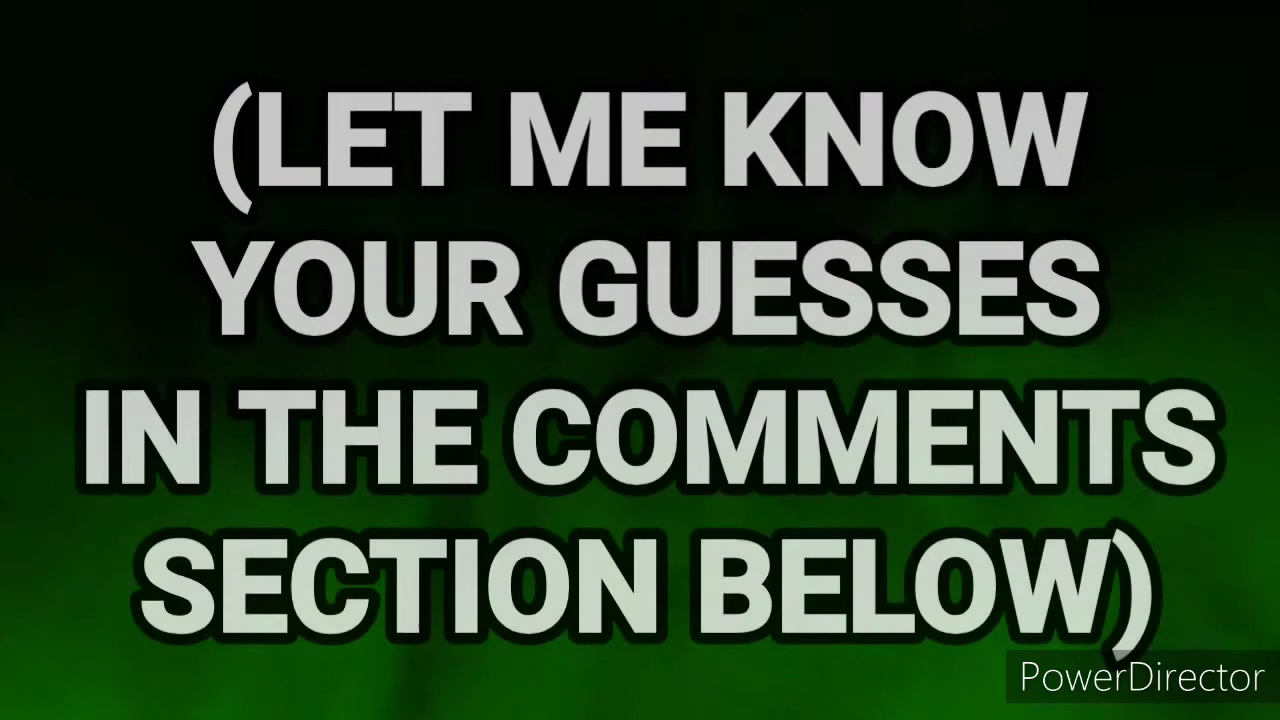 (LET ME KNOW
YOUR GUESSES
IN THE COMMENTS
SECTION BELOW)
PowerDirector